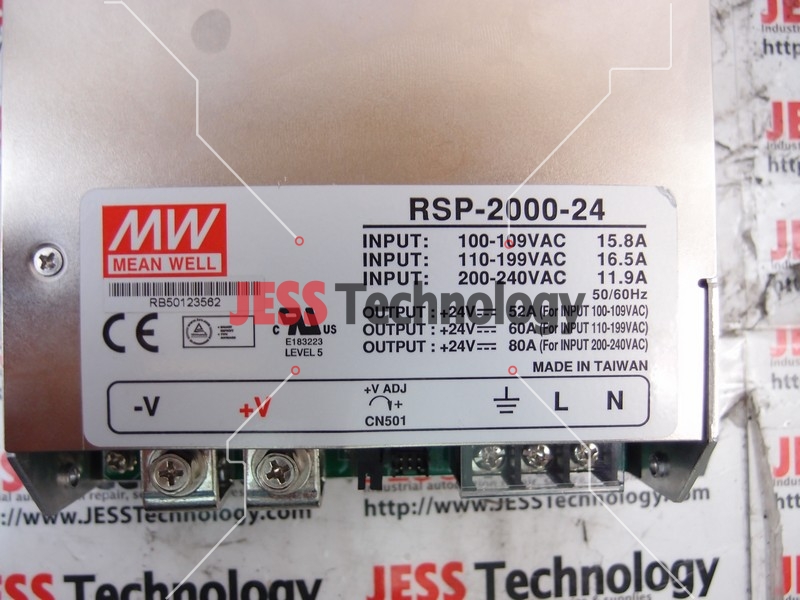 JESS Technology
http
RSP-2000-24
MW
MEAN WELL
INPUT: 100-109VAC 15.8A
INPUT: 110-199VAC 16.5A
INPUT: 200-240VAC 11.9A
50/60Hz
RB50123562
JESS Technology
OUTPUT : +24V 52A (For INPUT 100-109VAC)
OUTPUT : +24V 60A (For INPUT 110-199VAC)
OUTPUT : +24V 80A (For INPUT 200-240VAC)
CE
C US
E183223
LEVEL 5
MADE IN TAIWAN
-V +V
+V ADJ
+
CN501
L N
http://www.JESSTechnology.com
http://www.JESSTechnology.com
JESS Technology
JESS Technology